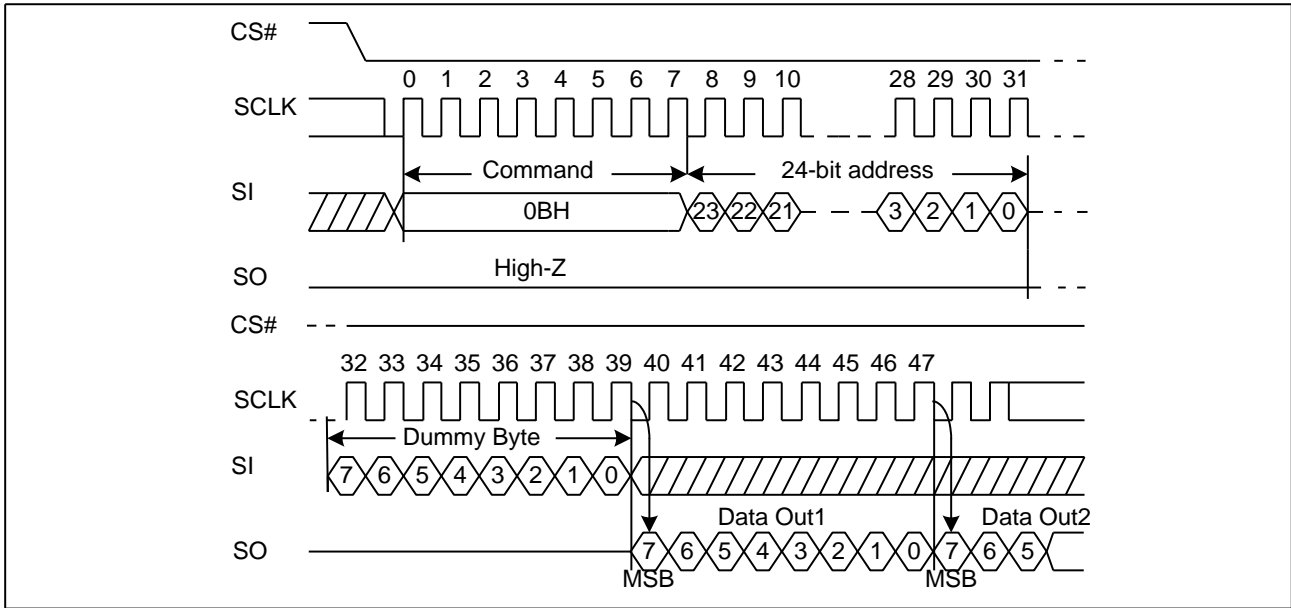 CS#
0 1 2 3 4 5 6 7 8 9 10 28 29 30 31
SCLK
Command 24-bit address
SI
0BH 23 22 21 3 2 1 0
High-Z
SO
CS#
32 33 34 35 36 37 38 39 40 41 42 43 44 45 46 47
SCLK
Dummy Byte
SI
7 6 5 4 3 2 1 0
Data Out1 Data Out2
SO
7 6 5 4 3 2 1 0 7 6 5
MSB MSB